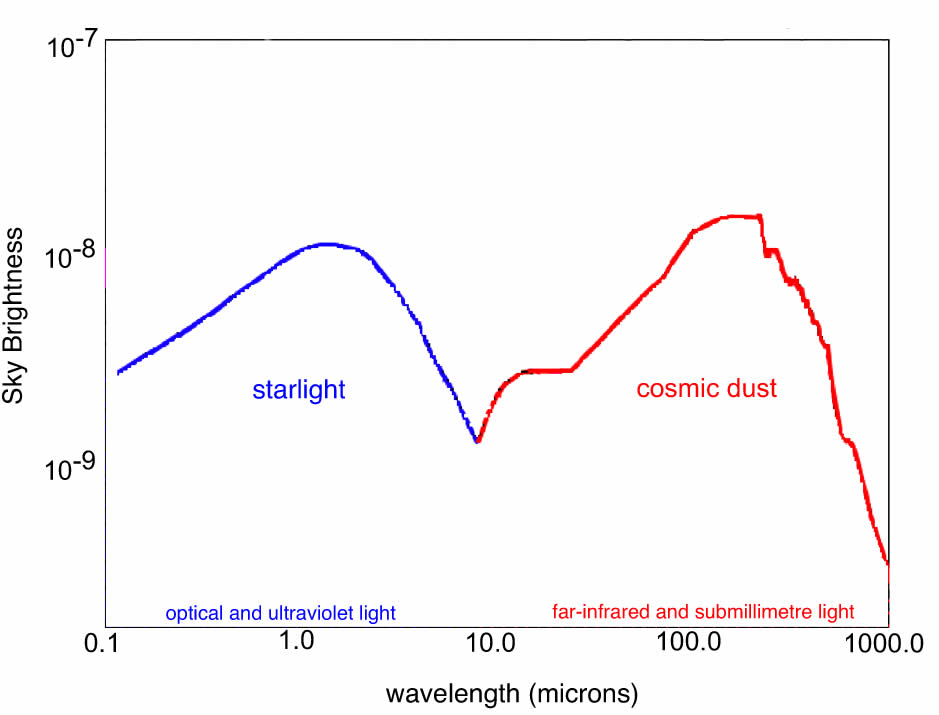 10-7
10-8
10-9
Sky Brightness
starlight
cosmic dust
optical and ultraviolet light
far-infrared and submillimetre light
0.1
1.0
10.0
100.0
1000.0
wavelength (microns)